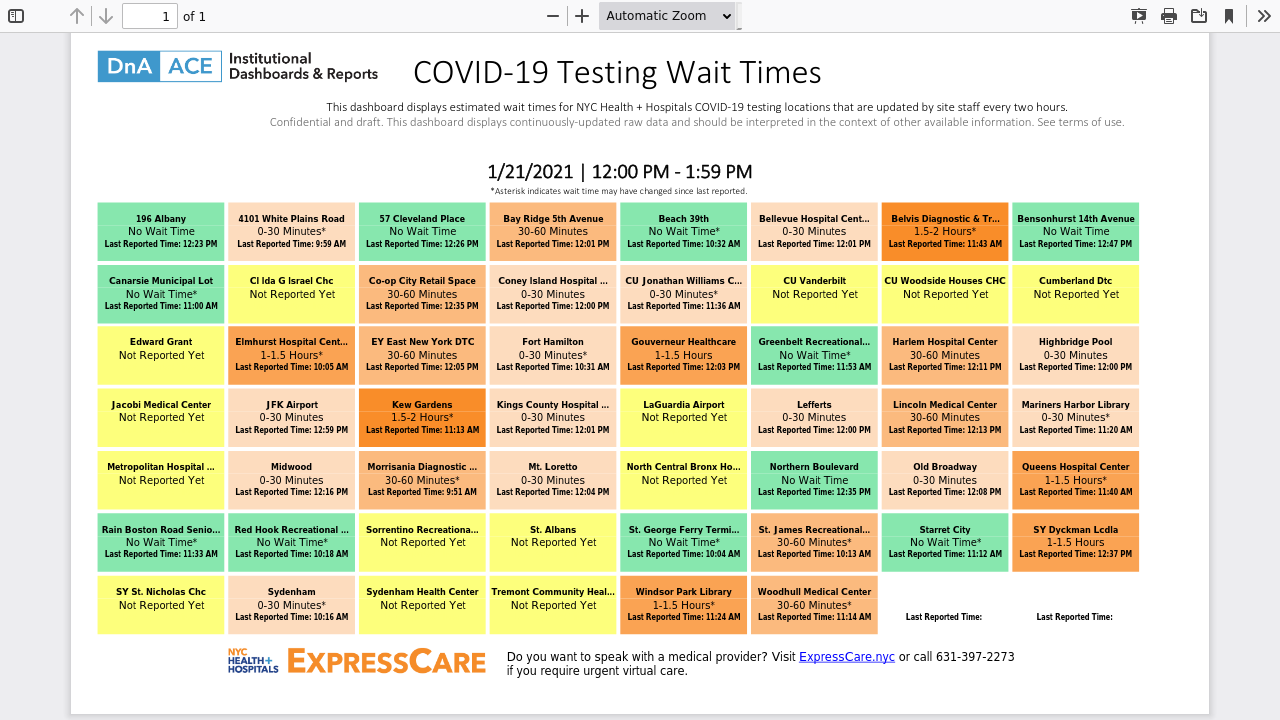 1 of 1
Automatic Zoom
DnA ACE Institutional Dashboards & Reports
COVID-19 Testing Wait Times
This dashboard displays estimated wait times for NYC Health + Hospitals COVID-19 testing locations that are updated by site staff every two hours.
Confidential and draft. This dashboard displays continuously-updated raw data and should be interpreted in the context of other available information. See terms of use.
1/21/2021 | 12:00 PM - 1:59 PM
*Asterisk indicates wait time may have changed since last reported.
196 Albany
No Wait Time
Last Reported Time: 12:23 PM
4101 White Plains Road
0-30 Minutes
Last Reported Time: 9:59 AM
57 Cleveland Place
No Wait Time
Last Reported Time: 12:26 PM
Bay Ridge 5th Avenue
30-60 Minutes
Last Reported Time: 12:01 PM
Beach 39th
No Wait Time*
Last Reported Time: 10:32 AM
Bellevue Hospital Cent...
0-30 Minutes
Last Reported Time: 12:01 PM
Belvis Diagnostic & Tr...
1.5-2 Hours*
Last Reported Time: 11:43 AM
Bensonhurst 14th Avenue
No Wait Time
Last Reported Time: 12:47 PM
Canarsie Municipal Lot
No Wait Time*
Last Reported Time: 11:00 AM
Cl Ida G Israel Chc
Not Reported Yet
Co-op City Retail Space
30-60 Minutes
Last Reported Time: 12:35 PM
Coney Island Hospital ...
0-30 Minutes
Last Reported Time: 12:00 PM
CU Jonathan Williams C...
0-30 Minutes*
Last Reported Time: 11:36 AM
CU Vanderbilt
Not Reported Yet
CU Woodside Houses CHC
Not Reported Yet
Cumberland Dtc
Not Reported Yet
Edward Grant
Not Reported Yet
Elmhurst Hospital Cent...
1-1.5 Hours*
Last Reported Time: 10:05 AM
EY East New York DTC
30-60 Minutes
Last Reported Time: 12:05 PM
Fort Hamilton
0-30 Minutes*
Last Reported Time: 10:31 AM
Gouverneur Healthcare
1-1.5 Hours
Last Reported Time: 12:03 PM
Greenbelt Recreational...
No Wait Time*
Last Reported Time: 11:53 AM
Harlem Hospital Center
30-60 Minutes
Last Reported Time: 12:11 PM
Highbridge Pool
0-30 Minutes
Last Reported Time: 12:00 PM
Jacobi Medical Center
Not Reported Yet
JFK Airport
0-30 Minutes
Last Reported Time: 12:59 PM
Kew Gardens
1.5-2 Hours*
Last Reported Time: 11:13 AM
Kings County Hospital ...
0-30 Minutes
Last Reported Time: 12:01 PM
LaGuardia Airport
Not Reported Yet
Lefferts
0-30 Minutes
Last Reported Time: 12:00 PM
Lincoln Medical Center
30-60 Minutes
Last Reported Time: 12:13 PM
Mariners Harbor Library
0-30 Minutes*
Last Reported Time: 11:20 AM
Metropolitan Hospital ...
Not Reported Yet
Midwood
0-30 Minutes
Last Reported Time: 12:16 PM
Morrisania Diagnostic ...
30-60 Minutes*
Last Reported Time: 9:51 AM
Mt. Loretto
0-30 Minutes
Last Reported Time: 12:04 PM
North Central Bronx Ho...
Not Reported Yet
Northern Boulevard
No Wait Time
Last Reported Time: 12:35 PM
Old Broadway
0-30 Minutes
Last Reported Time: 12:08 PM
Queens Hospital Center
1-1.5 Hours*
Last Reported Time: 11:40 AM
Rain Boston Road Senio...
No Wait Time*
Last Reported Time: 11:33 AM
Red Hook Recreational ...
No Wait Time*
Last Reported Time: 10:18 AM
Sorrentino Recreationa...
Not Reported Yet
St. Albans
Not Reported Yet
St. George Ferry Termi...
No Wait Time*
Last Reported Time: 10:04 AM
St. James Recreational...
30-60 Minutes*
Last Reported Time: 10:13 AM
Starret City
No Wait Time*
Last Reported Time: 11:12 AM
SY Dyckman Lcdla
1-1.5 Hours
Last Reported Time: 12:37 PM
SY St. Nicholas Chc
Not Reported Yet
Sydenham
0-30 Minutes*
Last Reported Time: 10:16 AM
Sydenham Health Center
Not Reported Yet
Tremont Community Heal...
Not Reported Yet
Windsor Park Library
1-1.5 Hours*
Last Reported Time: 11:24 AM
Woodhull Medical Center
30-60 Minutes*
Last Reported Time: 11:14 AM
Last Reported Time:
Last Reported Time:
NYC HEALTH+ HOSPITALS
EXPRESSCARE
Do you want to speak with a medical provider? Visit ExpressCare.nyc or call 631-397-2273
if you require urgent virtual care.